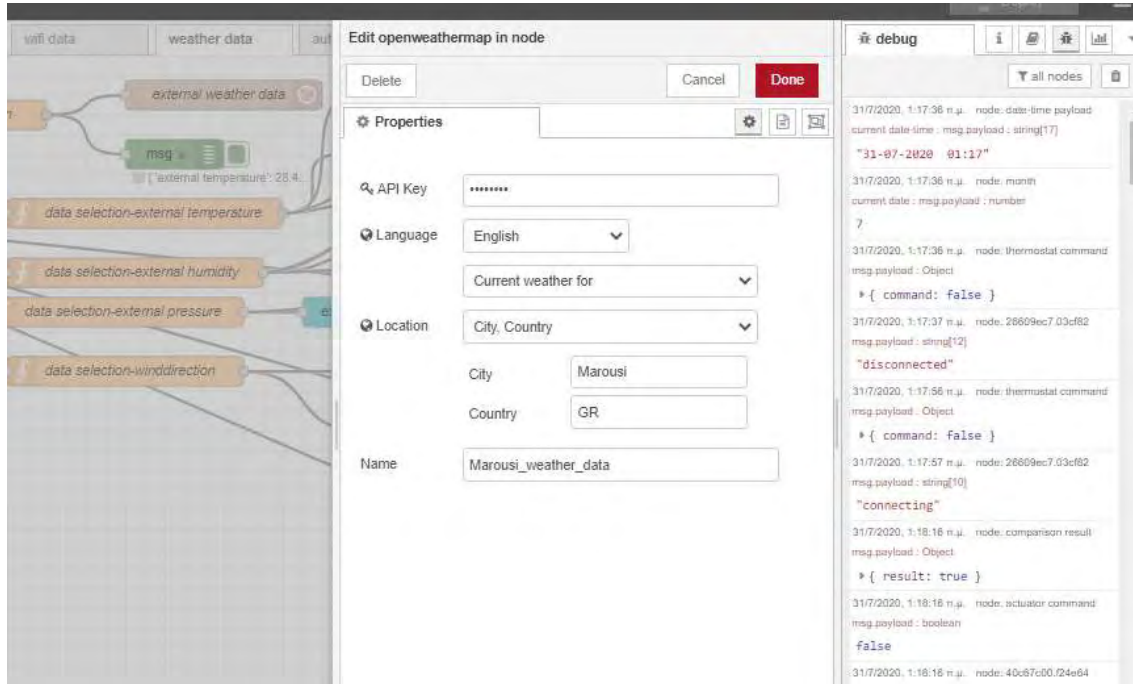 Deploy
wifi data
weather data
aut
external weather data
n
msg
{"external temperature": 28.4...
data selection-external temperature
data selection-external humidity
data selection-external pressure
e
data selection-winddirection
Edit openweathermap in node
Delete
Cancel
Done
Properties
API Key
••••••••
Language
English
Current weather for
Location
City, Country
City
Marousi
Country
GR
Name
Marousi_weather_data
debug
i
all nodes
31/7/2020, 1:17:36 π.μ. node: date-time payload
current date-time : msg.payload : string[17]
"31-07-2020 01:17"
31/7/2020, 1:17:36 π.μ. node: month
current date : msg.payload : number
7
31/7/2020, 1:17:36 π.μ. node: thermostat command
msg.payload : Object
{ command: false }
31/7/2020, 1:17:37 π.μ. node: 26609ec7.03cf82
msg.payload : string[12]
"disconnected"
31/7/2020, 1:17:56 π.μ. node: thermostat command
msg.payload : Object
{ command: false }
31/7/2020, 1:17:57 π.μ. node: 26609ec7.03cf82
msg.payload : string[10]
"connecting"
31/7/2020, 1:18:16 π.μ. node: comparison result
msg.payload : Object
{ result: true }
31/7/2020, 1:18:16 π.μ. node: actuator command
msg.payload : boolean
false
31/7/2020, 1:18:16 π.μ. node: 40c67c00.f24e64